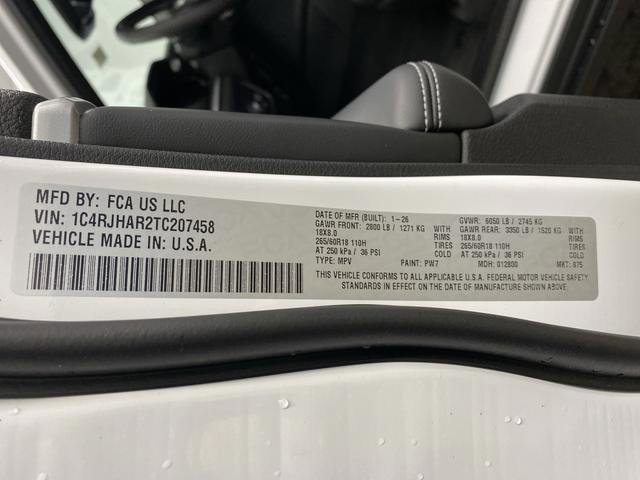 MFD BY: FCA US LLC
VIN: 1C4RJHAR2TC207458
VEHICLE MADE IN: U.S.A.
DATE OF MFR (BUILT): 1-26 GVWR: 6050 LB / 2745 KG
GAWR FRONT: 2800 LB / 1271 KG WITH GAWR REAR: 3350 LB / 1520 KG WITH
18X8.0 RIMS 18X8.0 RIMS
265/60R18 110H TIRES 265/60R18 110H TIRES
AT 250 kPa / 36 PSI COLD AT 250 kPa / 36 PSI COLD
TYPE: MPV PAINT: PW7 MDH: 012800 MKT: 875
THIS VEHICLE CONFORMS TO ALL APPLICABLE U.S.A. FEDERAL MOTOR VEHICLE SAFETY
STANDARDS IN EFFECT ON THE DATE OF MANUFACTURE SHOWN ABOVE.